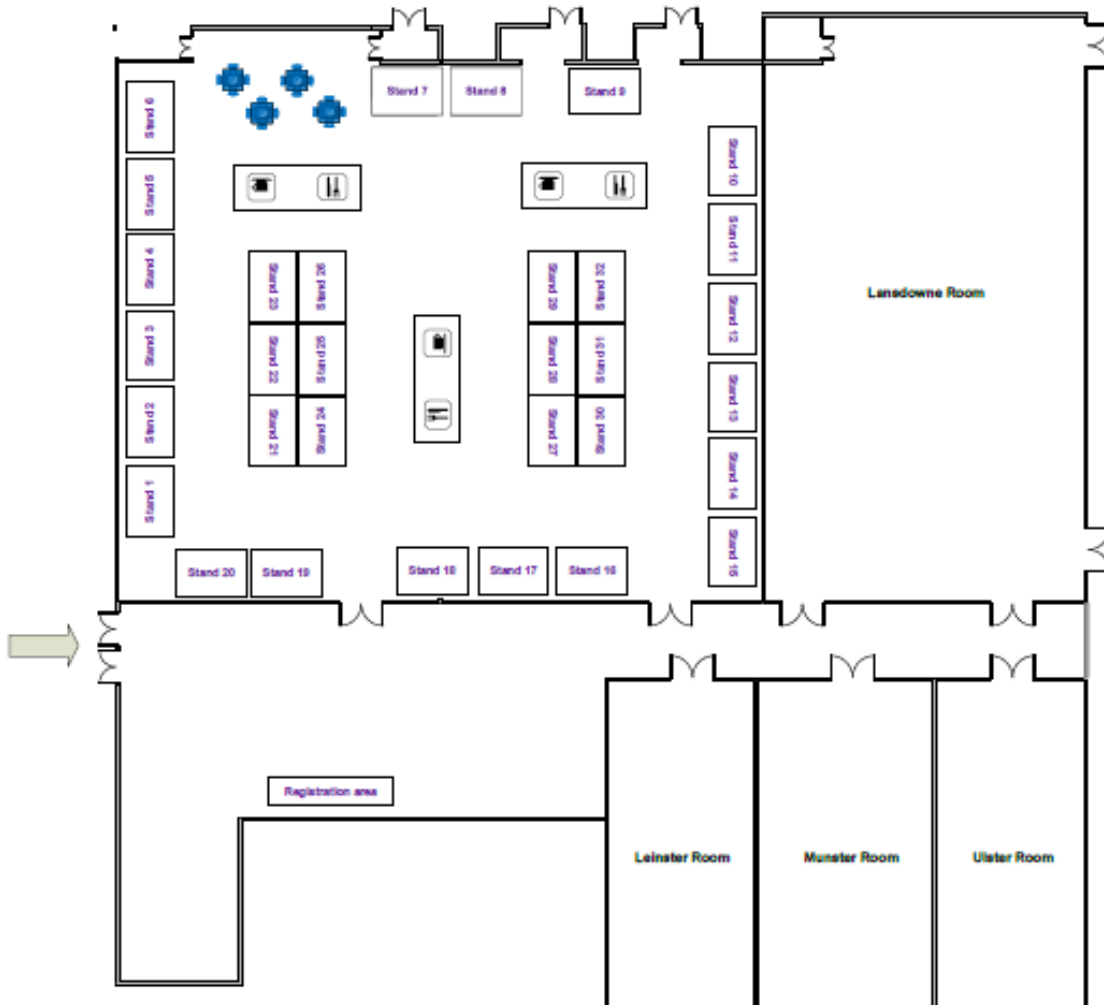 Stand 7
Stand 8
Stand 9
Stand 6
Stand 5
Stand 4
Stand 3
Stand 2
Stand 1
Stand 10
Stand 11
Stand 12
Stand 13
Stand 14
Stand 15
Stand 23
Stand 26
Stand 22
Stand 25
Stand 21
Stand 24
Stand 29
Stand 32
Stand 28
Stand 31
Stand 27
Stand 30
Lansdowne Room
Stand 20
Stand 19
Stand 18
Stand 17
Stand 16
Registration area
Leinster Room
Munster Room
Ulster Room